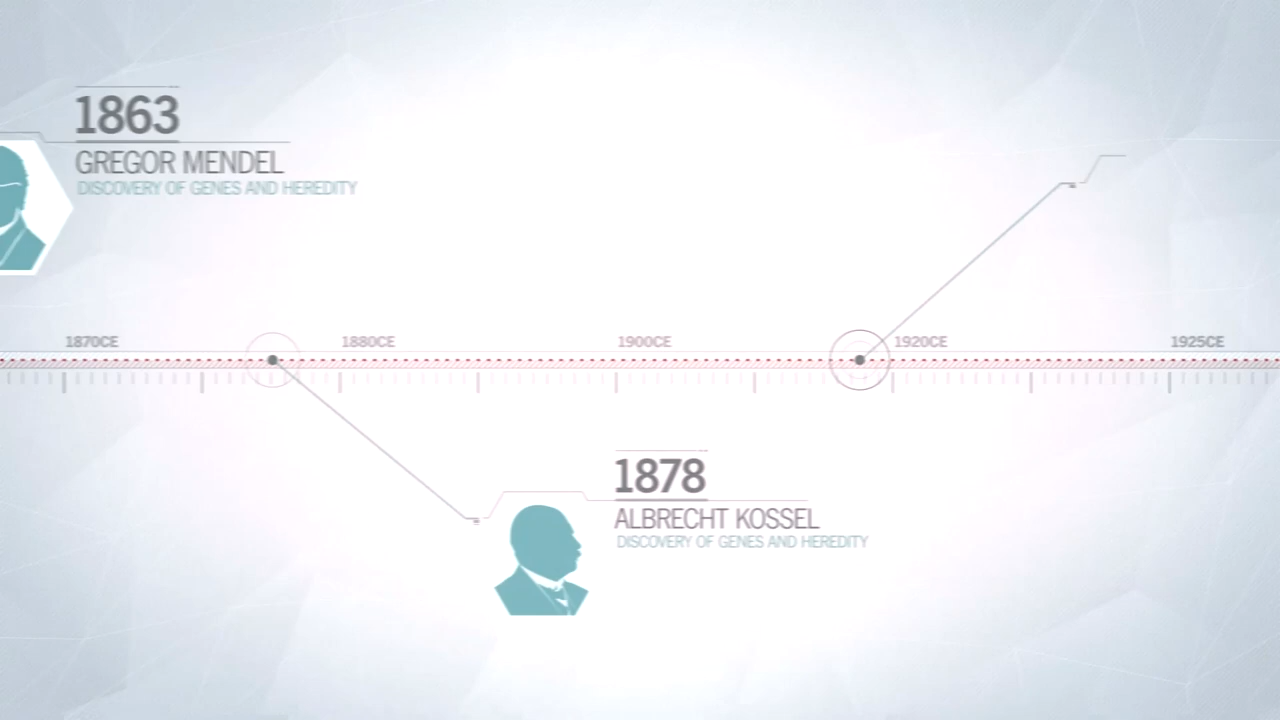 1863
GREGOR MENDEL
DISCOVERY OF GENES AND HEREDITY
1870CE
1880CE
1900CE
1920CE
1925CE
1878
ALBRECHT KOSSEL
DISCOVERY OF GENES AND HEREDITY